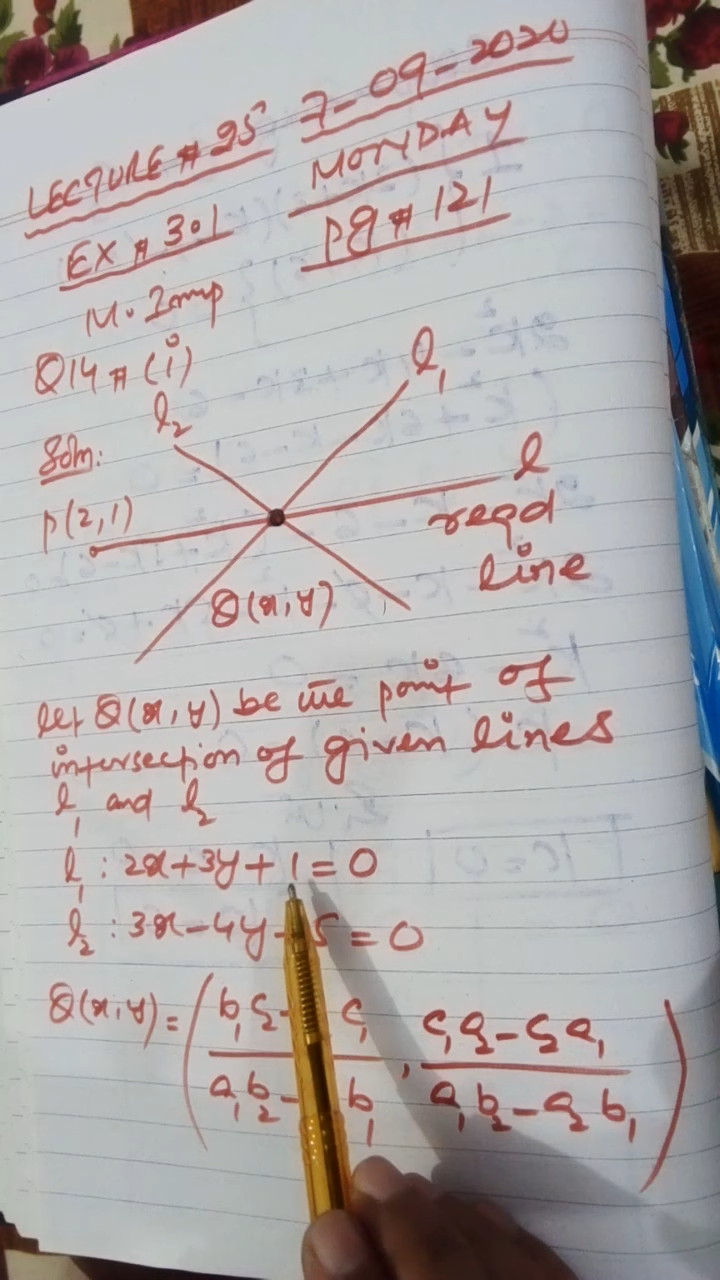 LECTURE # 25 7-09-2020
MONDAY
EX # 3.1 Pg # 121
M. Imp
Q14 # (i)
l₂ l₁
Soln:
P(2,1) l
reqd
line
Q(x,y)
let Q(x,y) be the point of
intersection of given lines
l₁ and l₂
l₁ : 2x+3y+1=0
l₂ : 3x-4y-5=0
Q(x,y) = ( b₁c₂- c₁ , c₁a₂-c₂a₁ )
a₁b₂- b₁ a₁b₂-a₂b₁